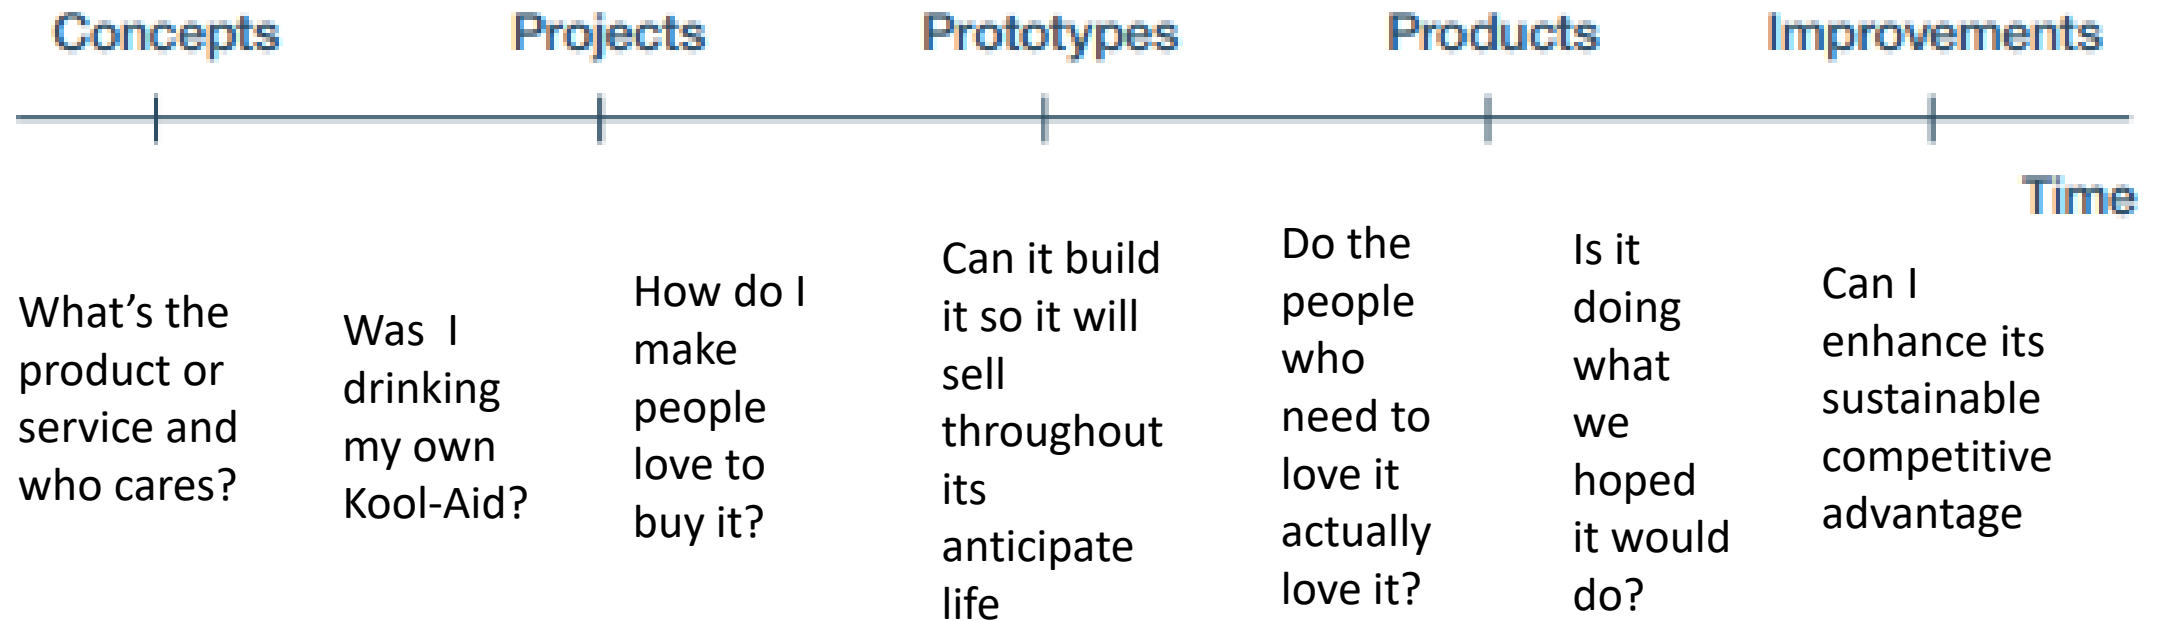 Concepts
Projects
Prototypes
Products
Improvements
Time
What’s the
product or
service and
who cares?
Was  I
drinking
my own
Kool-Aid?
How do I
make
people
love to
buy it?
Can it build
it so it will
sell
throughout
its
anticipate
life
Do the
people
who
need to
love it
actually
love it?
Is it
doing
what
we
hoped
it would
do?
Can I
enhance its
sustainable
competitive
advantage